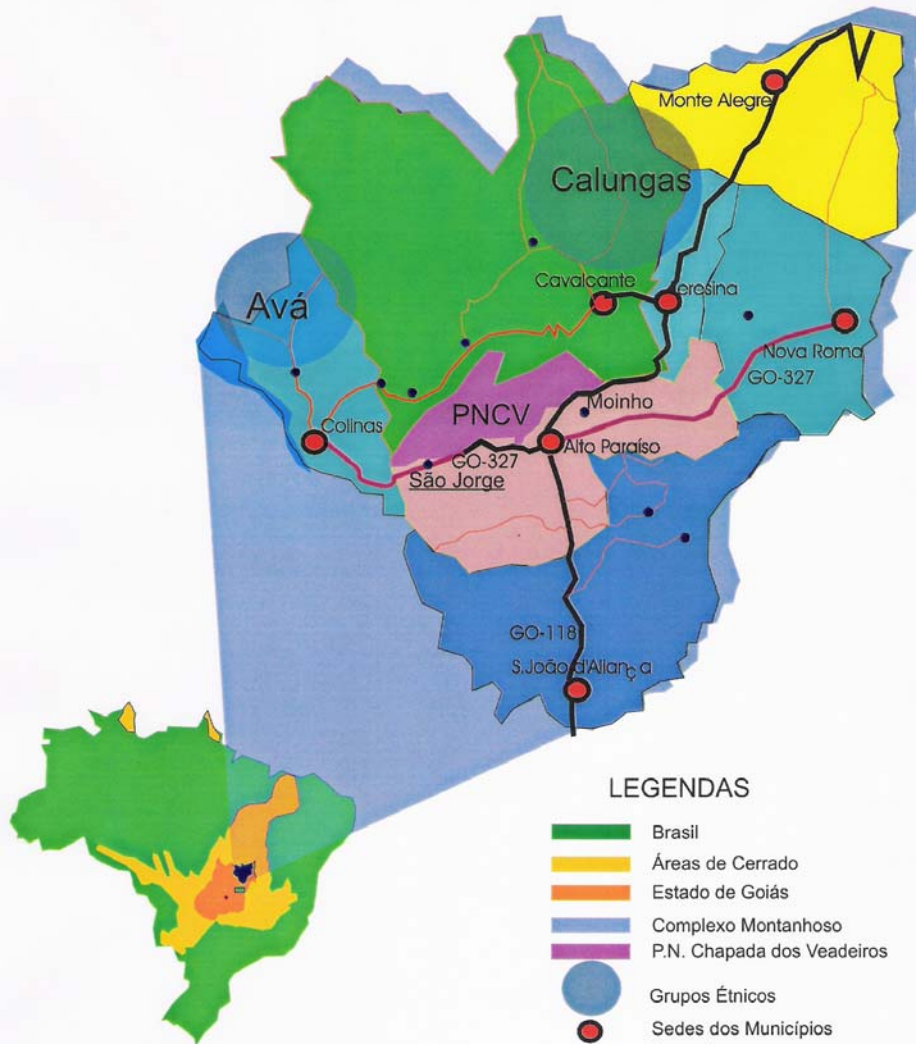 Monte Alegre
Calungas
Avá
Cavalcante
eresina
Nova Roma
GO-327
PNCV
Moinho
Colinas
Alto Paraíso
GO-327
São Jorge
GO-118
S.João d'Aliança
LEGENDAS
Brasil
Áreas de Cerrado
Estado de Goiás
Complexo Montanhoso
P.N. Chapada dos Veadeiros
Grupos Étnicos
Sedes dos Municípios